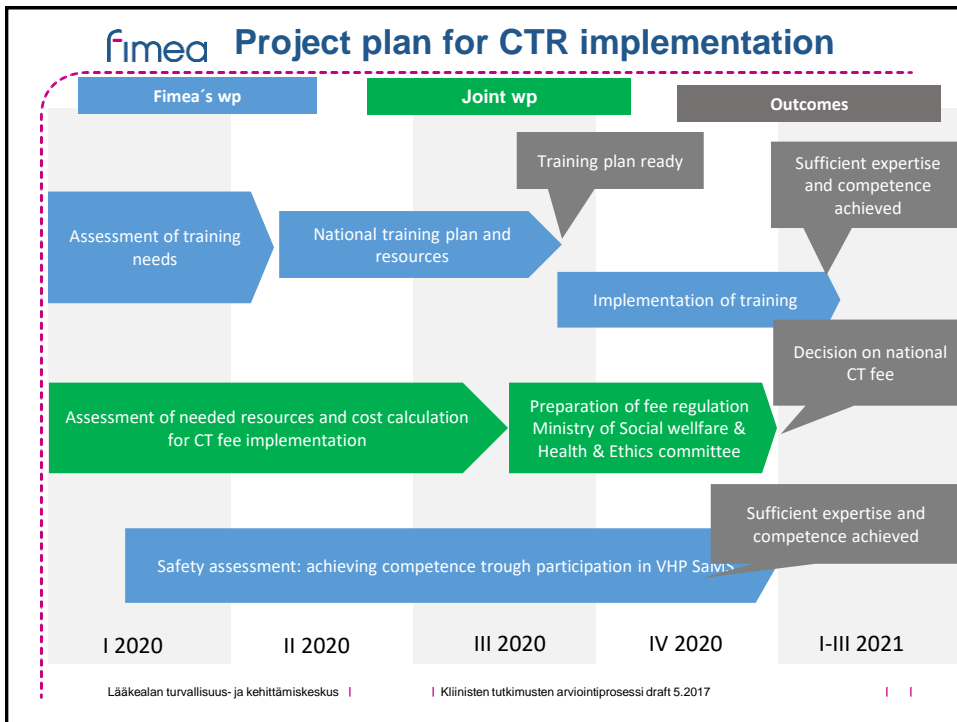 fimea Project plan for CTR implementation
Fimea´s wp
Joint wp
Outcomes
Training plan ready
Sufficient expertise
and competence
achieved
Assessment of training
needs
National training plan and
resources
Implementation of training
Decision on national
CT fee
Assessment of needed resources and cost calculation
for CT fee implementation
Preparation of fee regulation
Ministry of Social wellfare &
Health & Ethics committee
Sufficient expertise and
competence achieved
Safety assessment: achieving competence trough participation in VHP SaMS
I 2020
II 2020
III 2020
IV 2020
I-III 2021
Lääkealan turvallisuus- ja kehittämiskeskus | | Kliinisten tutkimusten arviointiprosessi draft 5.2017 | |